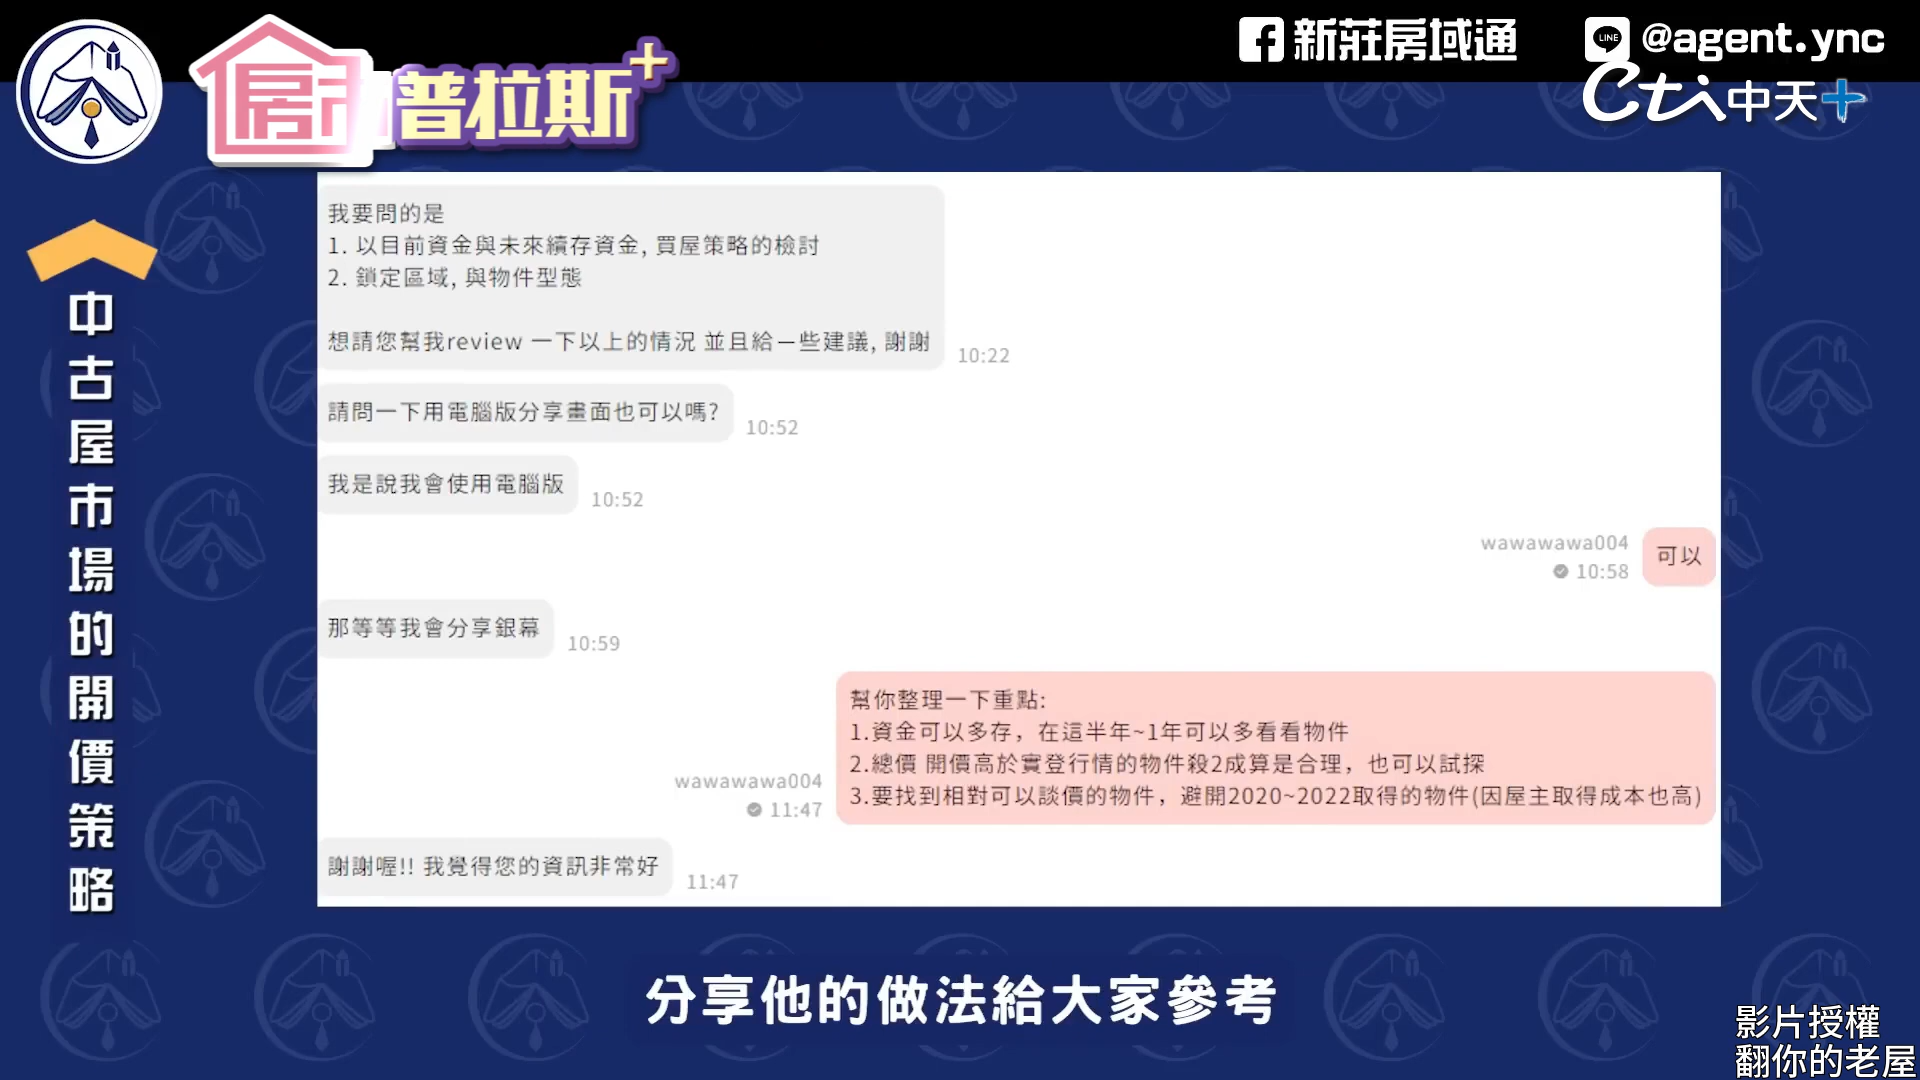 新莊房域通
LINE
@agent.ync
房市普拉斯+
Cti中天+
中古屋市場的開價策略
我要問的是
1. 以目前資金與未來續存資金, 買屋策略的檢討
2. 鎖定區域, 與物件型態
想請您幫我review 一下以上的情況 並且給一些建議, 謝謝
10:22
請問一下用電腦版分享畫面也可以嗎?
10:52
我是說我會使用電腦版
10:52
wawawawa004
可以
10:58
那等等我會分享銀幕
10:59
幫你整理一下重點:
1.資金可以多存，在這半年~1年可以多看看物件
2.總價 開價高於實登行情的物件殺2成算是合理，也可以試探
3.要找到相對可以談價的物件，避開2020~2022取得的物件(因屋主取得成本也高)
wawawawa004
11:47
謝謝喔!! 我覺得您的資訊非常好
11:47
分享他的做法給大家參考
影片授權
翻你的老屋